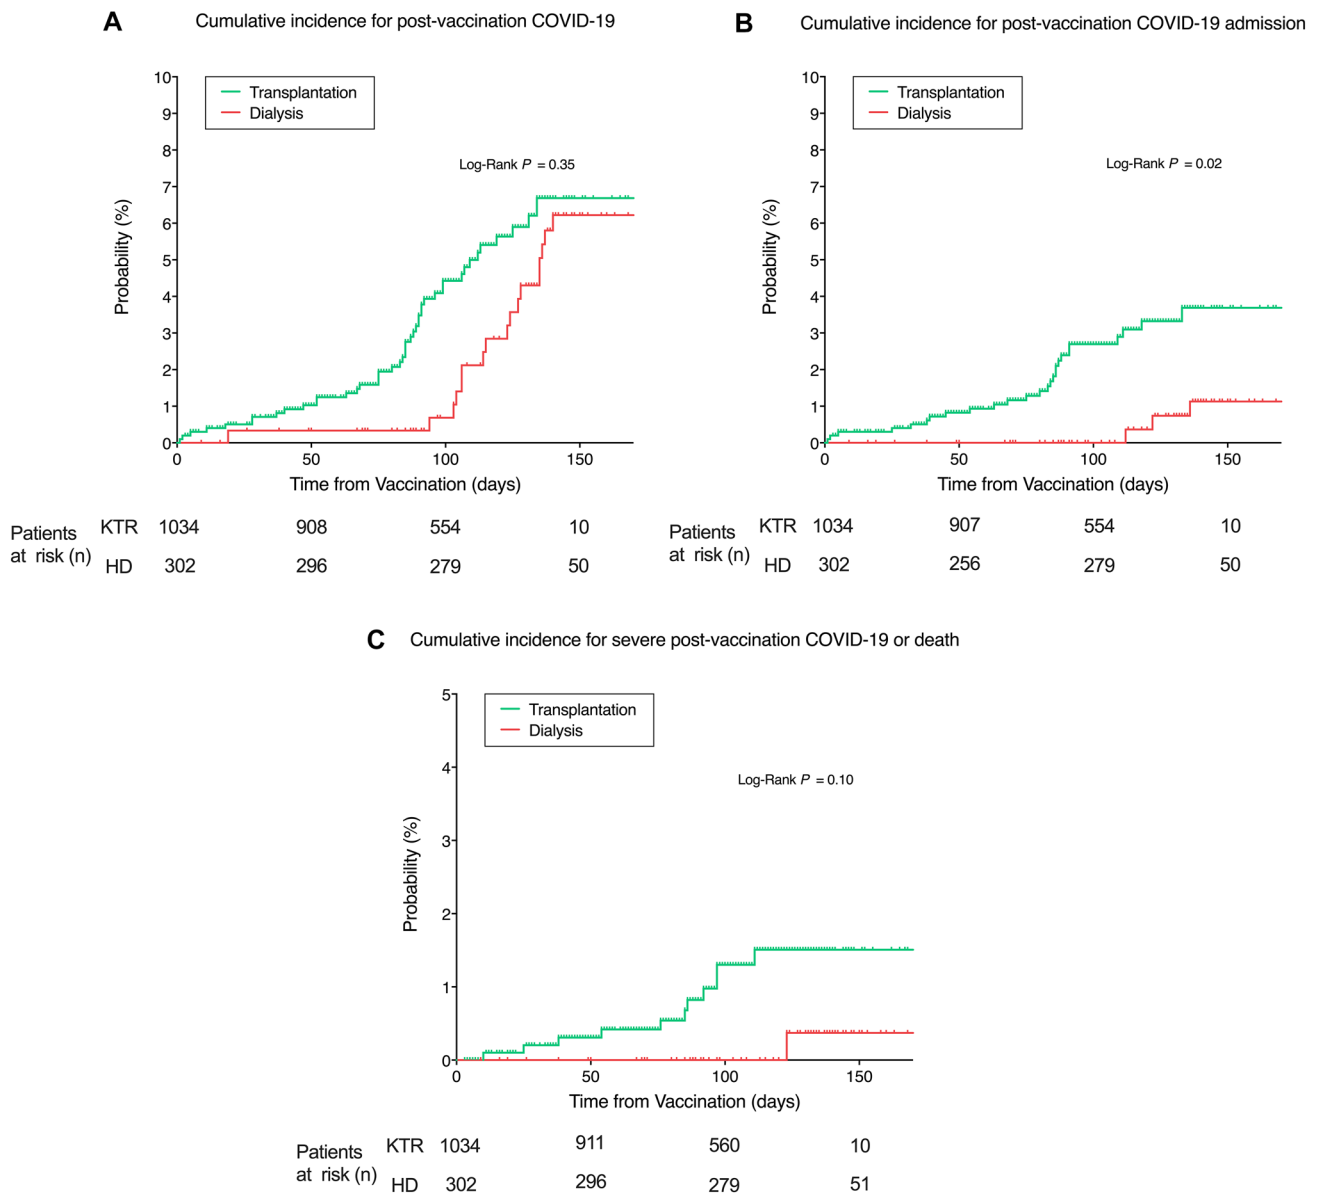 A Cumulative incidence for post-vaccination COVID-19
10
9
8
7
6
5
4
3
2
1
0
Probability (%)
Transplantation
Dialysis
Log-Rank P = 0.35
0 50 100 150
Time from Vaccination (days)
Patients at risk (n)
KTR 1034 908 554 10
HD 302 296 279 50
B Cumulative incidence for post-vaccination COVID-19 admission
10
9
8
7
6
5
4
3
2
1
0
Probability (%)
Transplantation
Dialysis
Log-Rank P = 0.02
0 50 100 150
Time from Vaccination (days)
Patients at risk (n)
KTR 1034 907 554 10
HD 302 256 279 50
C Cumulative incidence for severe post-vaccination COVID-19 or death
5
4
3
2
1
0
Probability (%)
Transplantation
Dialysis
Log-Rank P = 0.10
0 50 100 150
Time from Vaccination (days)
Patients at risk (n)
KTR 1034 911 560 10
HD 302 296 279 51